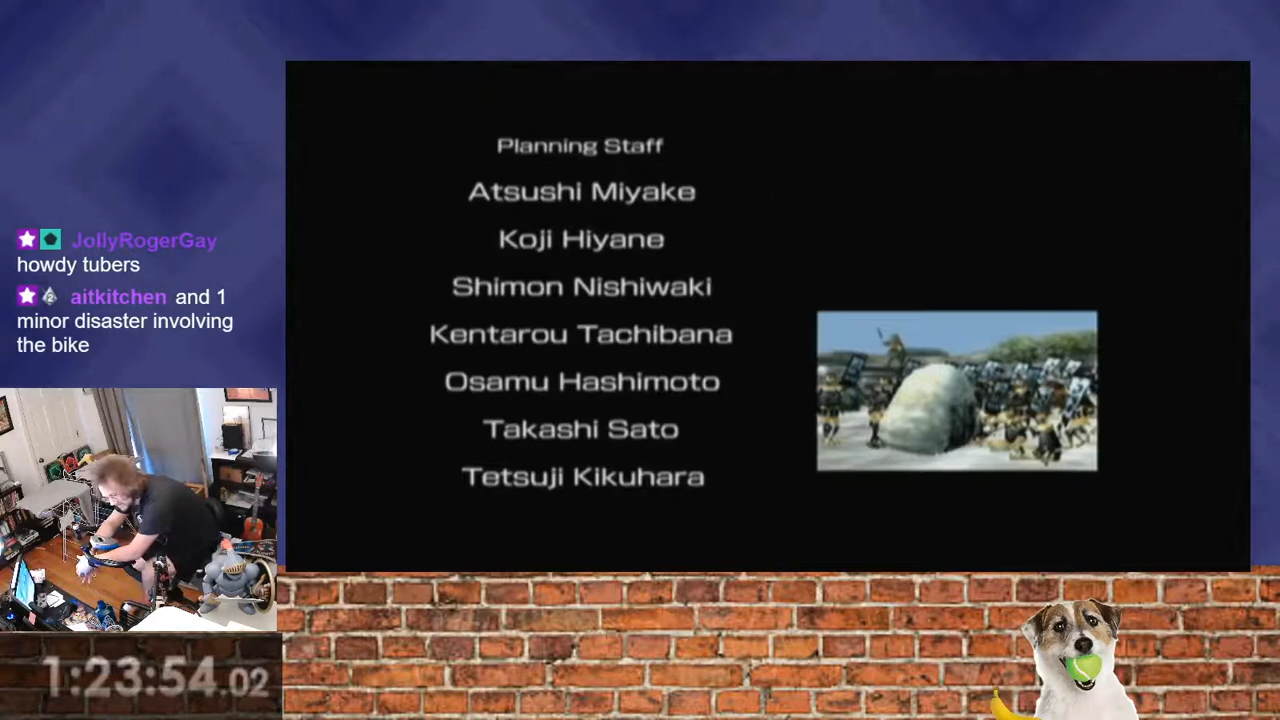 Planning Staff
Atsushi Miyake
Koji Hiyane
Shimon Nishiwaki
Kentarou Tachibana
Osamu Hashimoto
Takashi Sato
Tetsuji Kikuhara
JollyRogerGay
howdy tubers
2 aitkitchen and 1
minor disaster involving
the bike
1:23:54.02